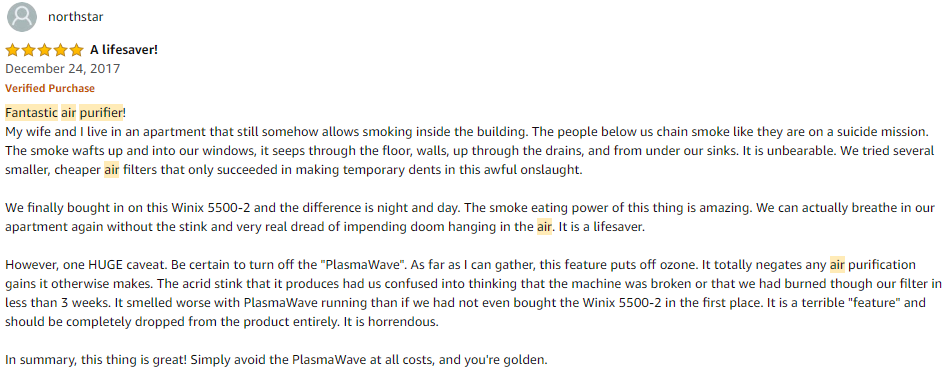 northstar
A lifesaver!
December 24, 2017
Verified Purchase
Fantastic air purifier!
My wife and I live in an apartment that still somehow allows smoking inside the building. The people below us chain smoke like they are on a suicide mission.
The smoke wafts up and into our windows, it seeps through the floor, walls, up through the drains, and from under our sinks. It is unbearable. We tried several
smaller, cheaper air filters that only succeeded in making temporary dents in this awful onslaught.
We finally bought in on this Winix 5500-2 and the difference is night and day. The smoke eating power of this thing is amazing. We can actually breathe in our
apartment again without the stink and very real dread of impending doom hanging in the air. It is a lifesaver.
However, one HUGE caveat. Be certain to turn off the "PlasmaWave". As far as I can gather, this feature puts off ozone. It totally negates any air purification
gains it otherwise makes. The acrid stink that it produces had us confused into thinking that the machine was broken or that we had burned though our filter in
less than 3 weeks. It smelled worse with PlasmaWave running than if we had not even bought the Winix 5500-2 in the first place. It is a terrible "feature" and
should be completely dropped from the product entirely. It is horrendous.
In summary, this thing is great! Simply avoid the PlasmaWave at all costs, and you're golden.